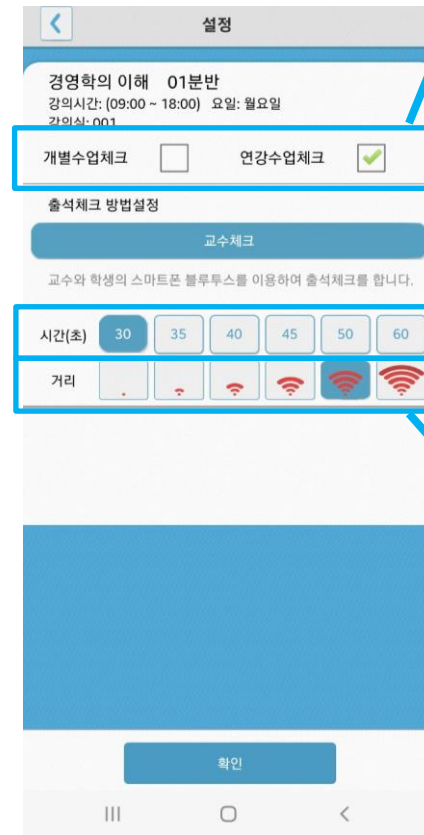 설정
경영학의 이해 01분반
강의시간: (09:00 ~ 18:00) 요일: 월요일
강의실: 001
개별수업체크 연강수업체크
출석체크 방법설정
교수체크
교수와 학생의 스마트폰 블루투스를 이용하여 출석체크를 합니다.
시간(초) 30 35 40 45 50 60
거리
확인